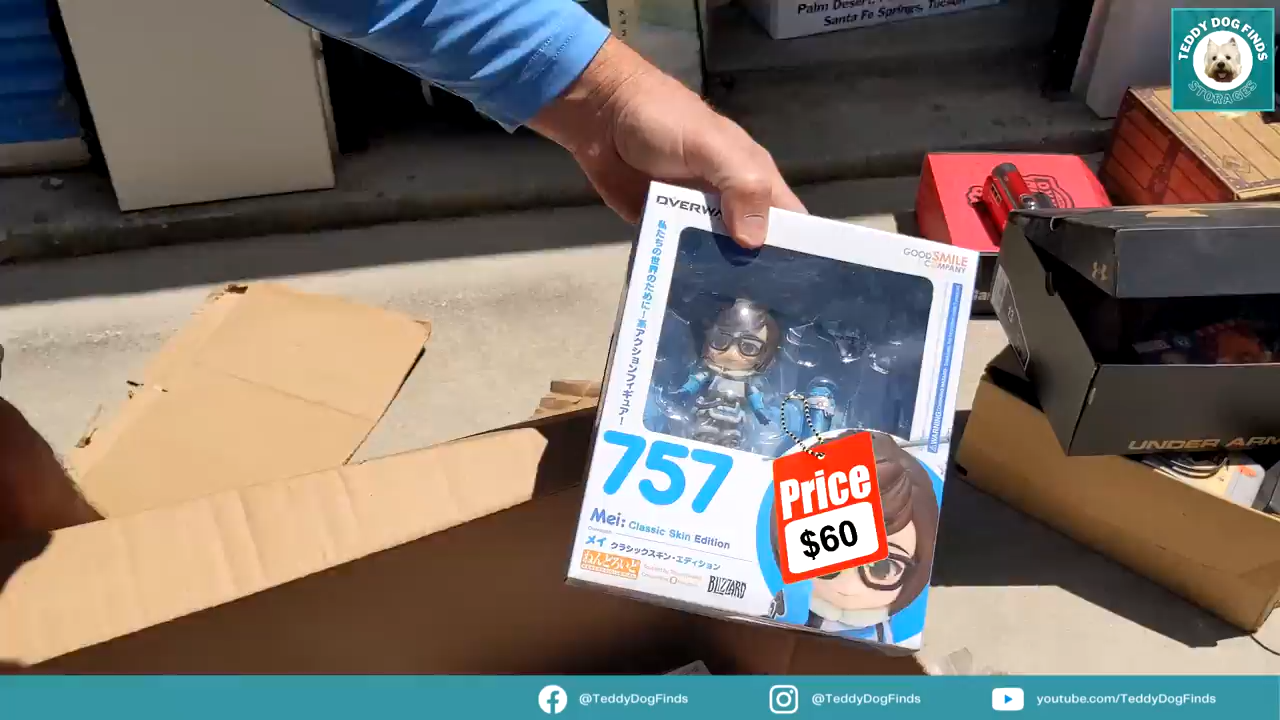 Palm Desert,
Santa Fe Springs, Tucson
TEDDY DOG FINDS
STORAGES
OVERWA
GOOD SMILE
COMPANY
私たちの世界のために!系アクションフィギュアー
757
Mei: Classic Skin Edition
メイ クラシックスキン・エディション
ねんどろいど
BLIZZARD
Price
$60
UNDER ARM
@TeddyDogFinds
@TeddyDogFinds
youtube.com/TeddyDogFinds